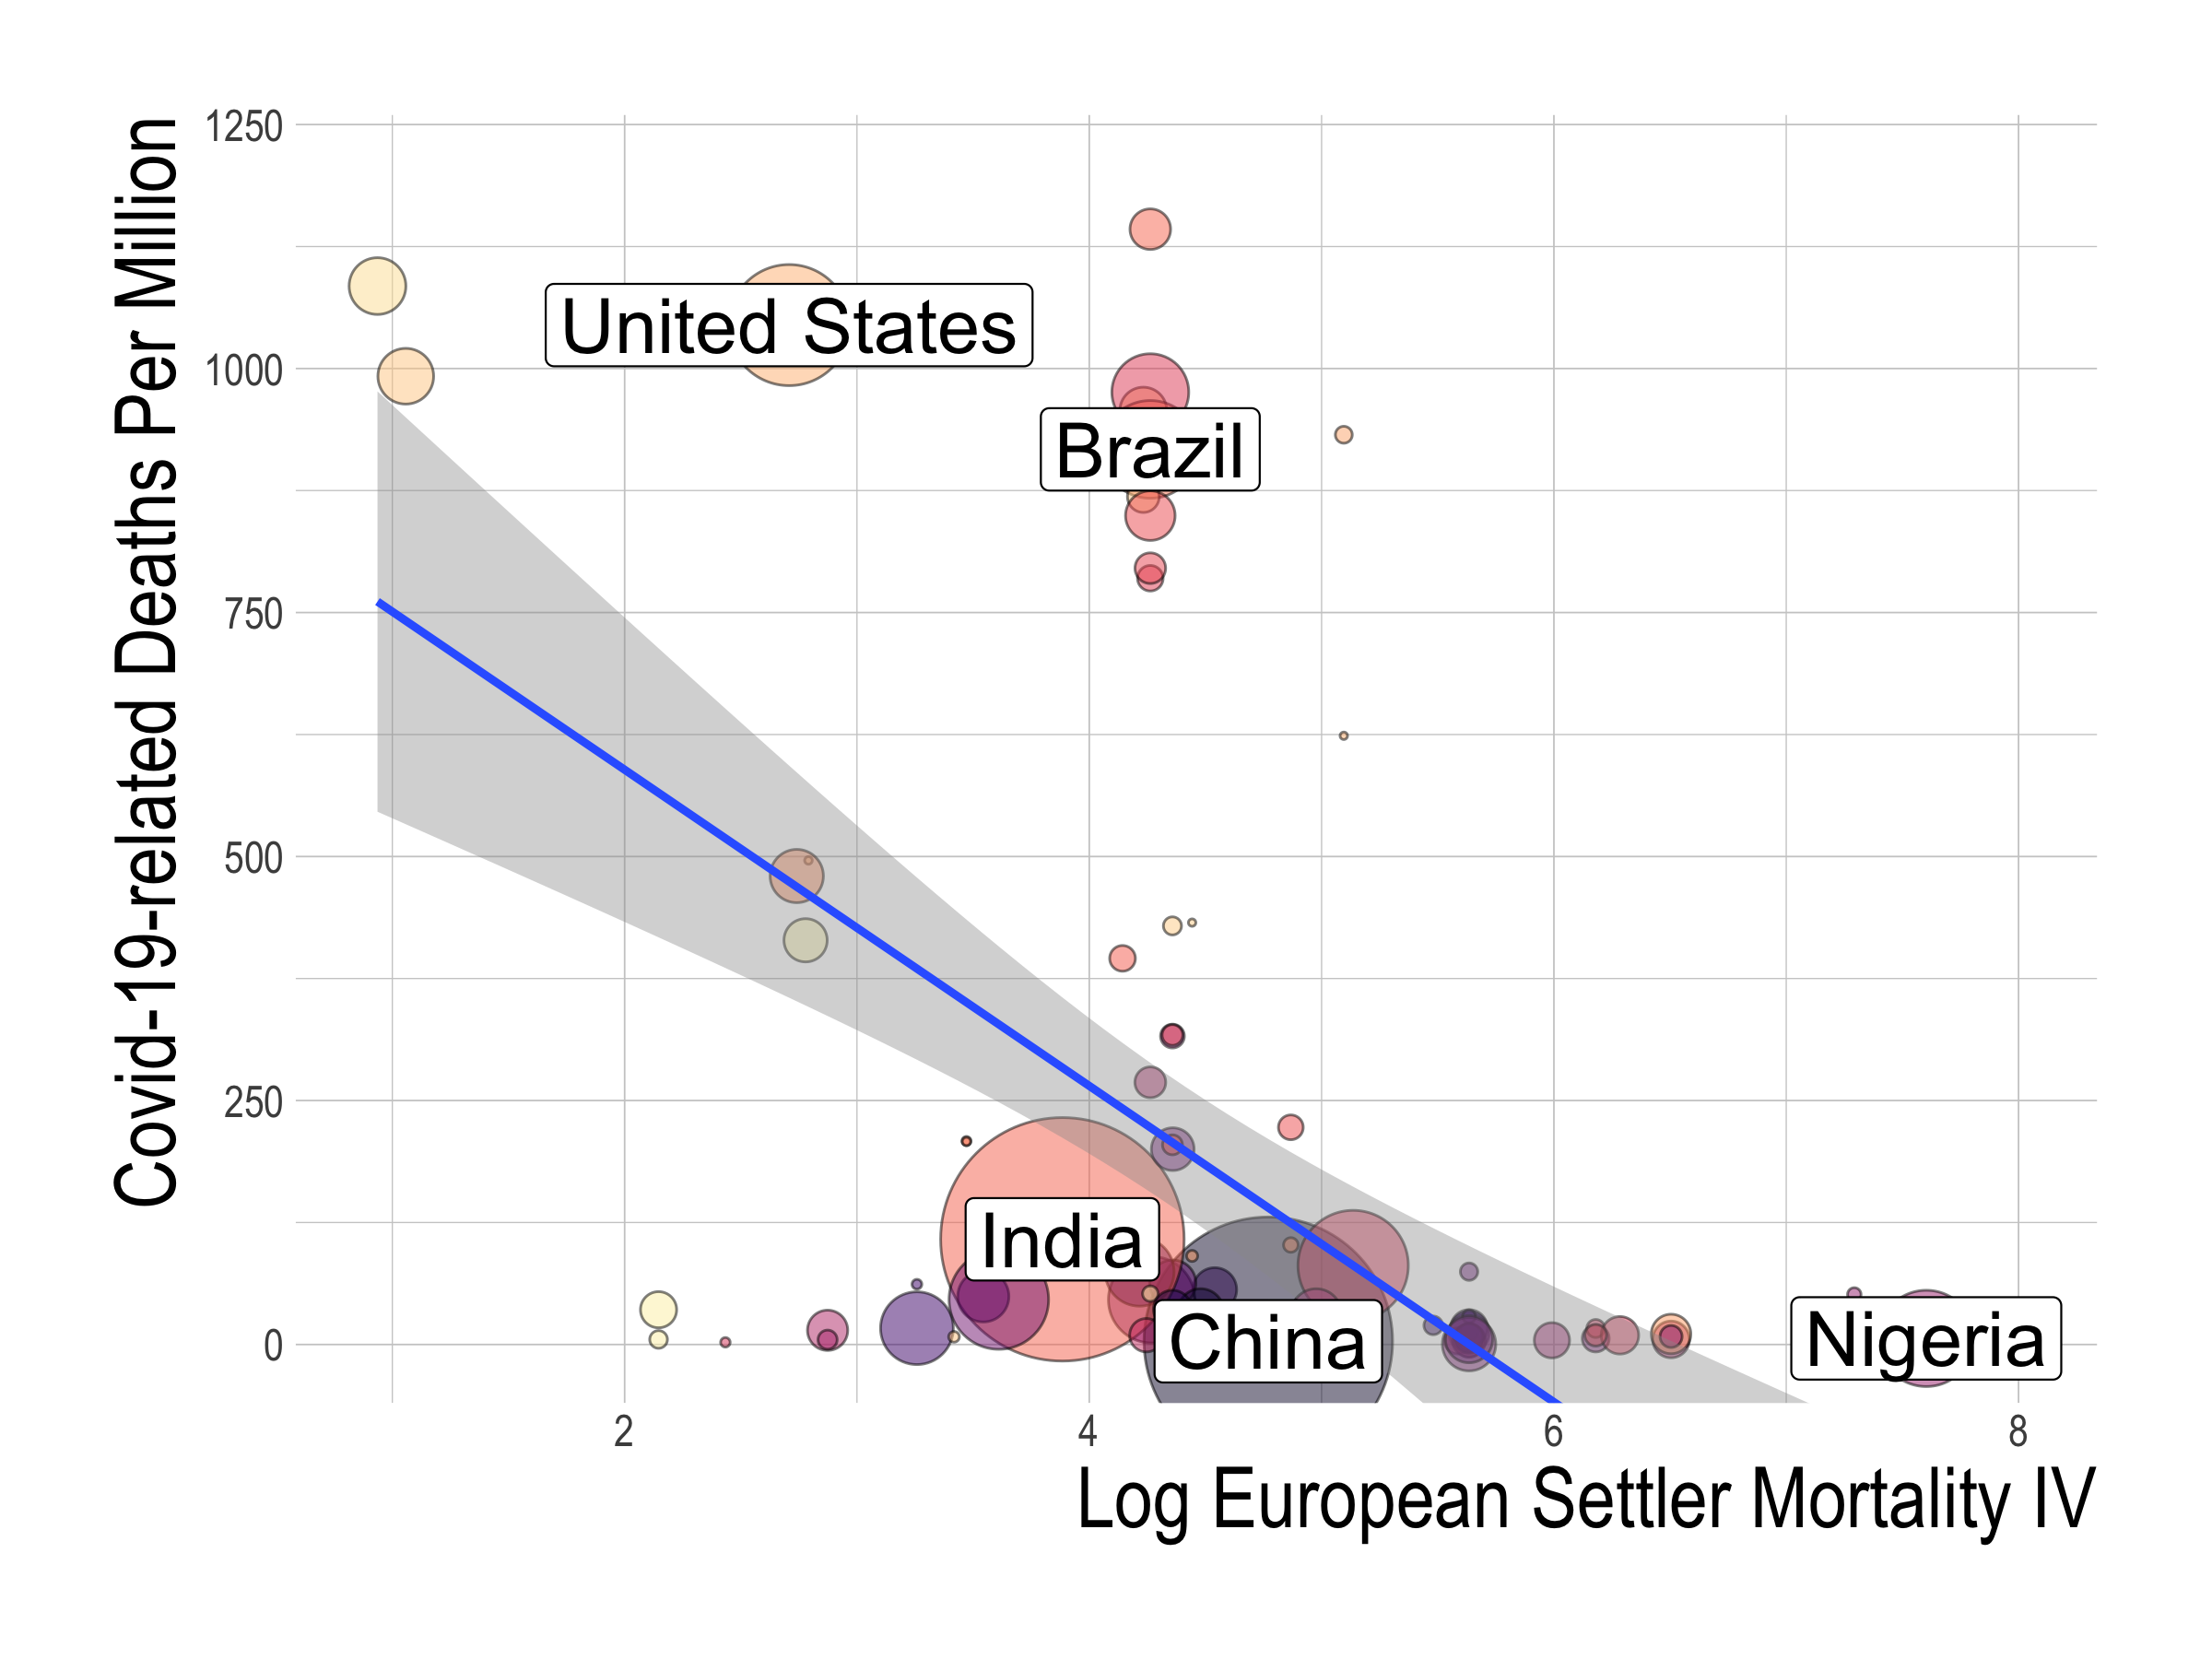 Covid-19-related Deaths Per Million
1250
1000
750
500
250
0
United States
Brazil
India
China
Nigeria
2 4 6 8
Log European Settler Mortality IV